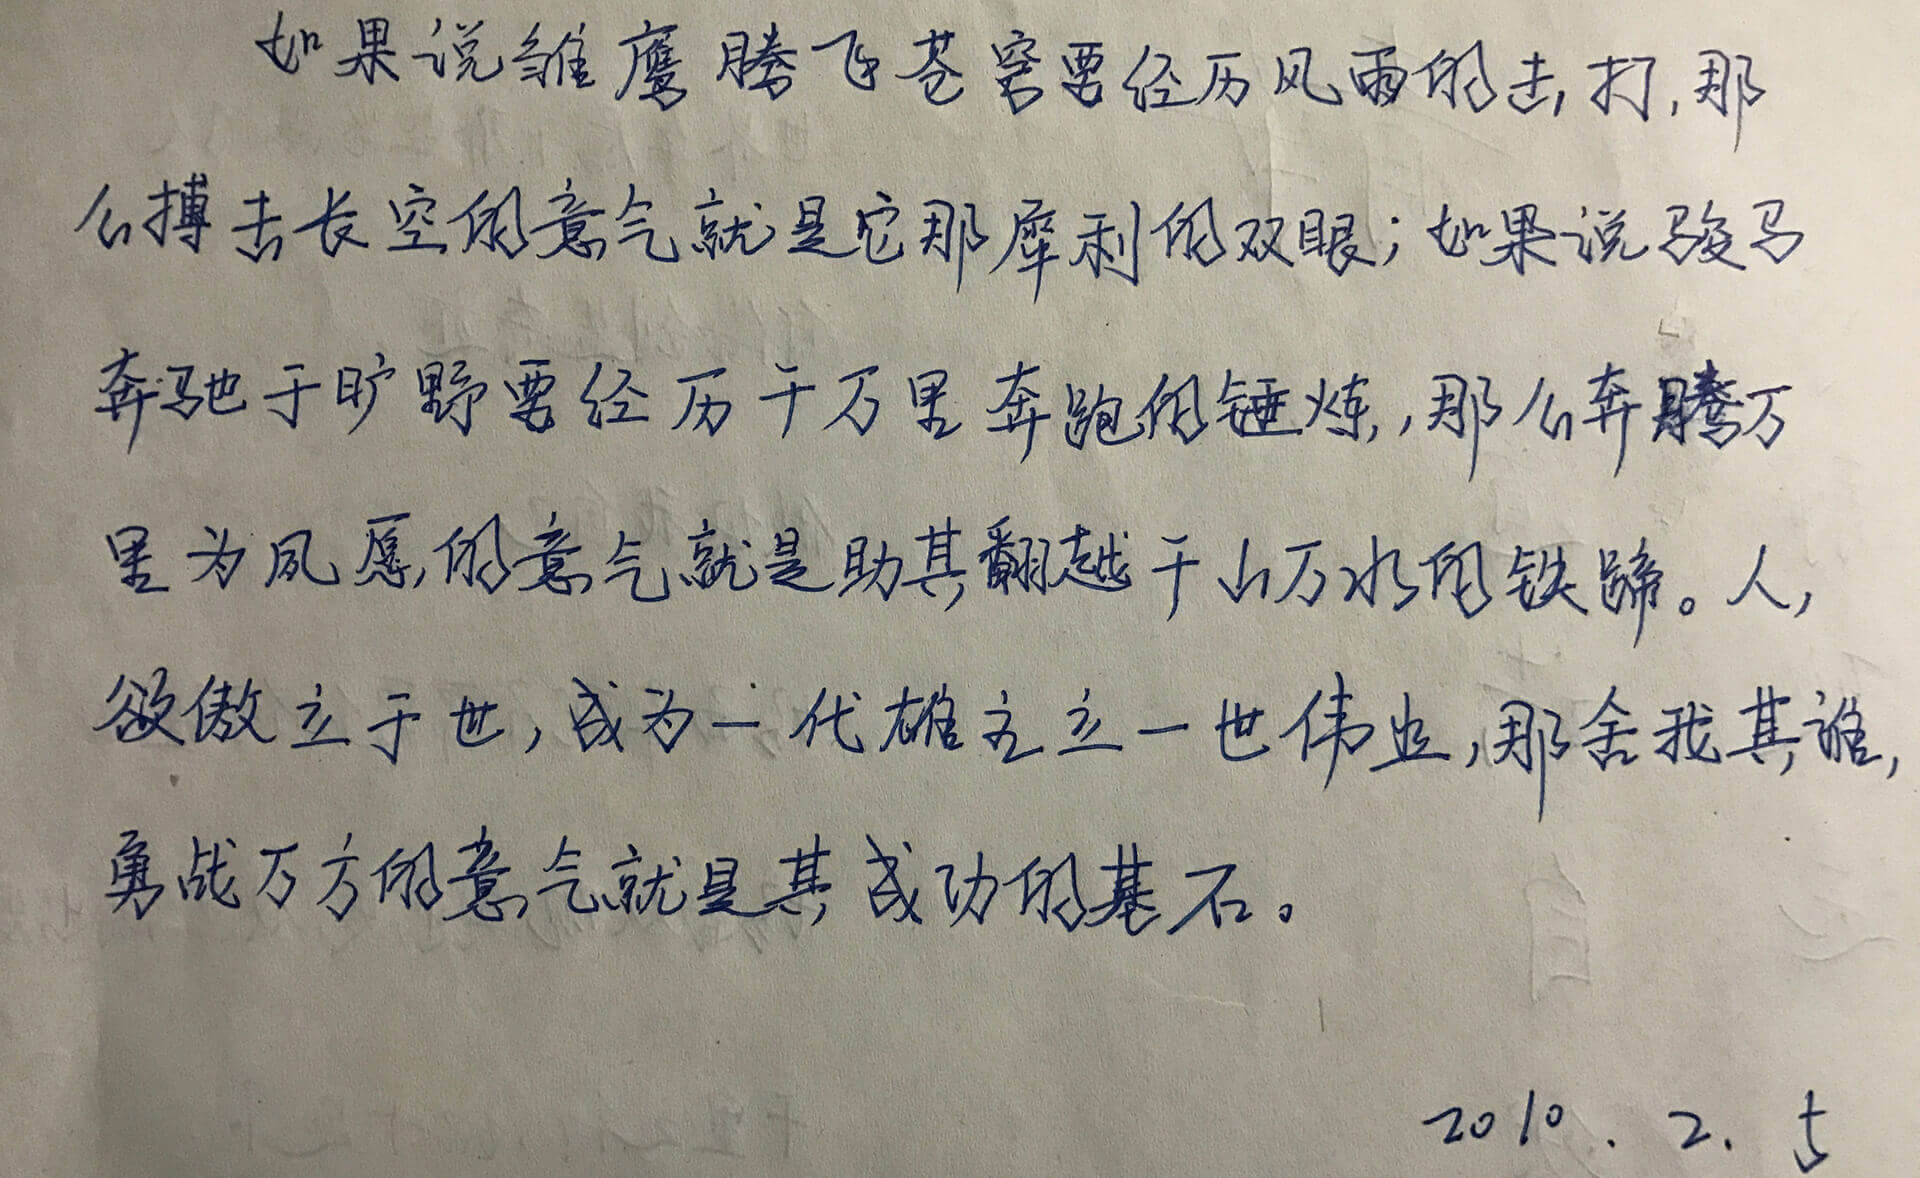 如果说雏鹰腾飞苍穹要经历风雨的击打,那
么搏击长空的意气就是它那犀利的双眼;如果说骏马
奔驰于旷野要经历千万里奔跑的锤炼,那么奔腾万
里为夙愿的意气就是助其翻越千山万水的铁蹄。人,
欲傲立于世,成为一代雄主立一世伟业,那舍我其谁,
勇战万方的意气就是其成功的基石。
2010.2.5